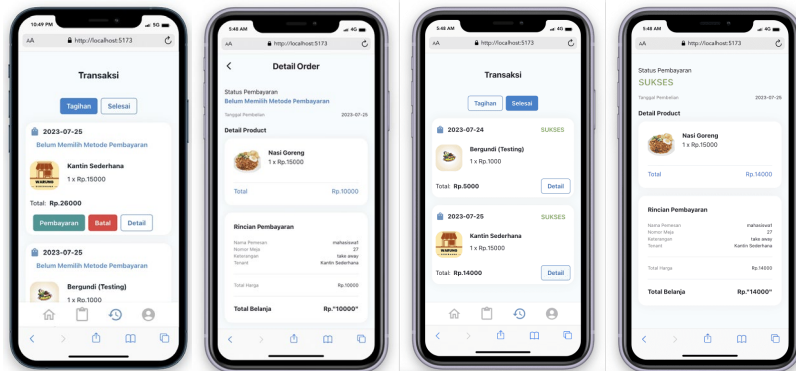 10:49 PM
5G
AA
http://localhost:5173
Transaksi
Tagihan
Selesai
2023-07-25
Belum Memilih Metode Pembayaran
WARUNG
Kantin Sederhana
1 x Rp.15000
Total: Rp.26000
Pembayaran
Batal
Detail
2023-07-25
Belum Memilih Metode Pembayaran
Bergundi (Testing)
1 x Rp.1000
5:48 AM
4G
AA
http://localhost:5173
Detail Order
Status Pembayaran
Belum Memilih Metode Pembayaran
Tanggal Pembelian
2023-07-25
Detail Product
Nasi Goreng
1 x Rp.15000
Total
Rp.10000
Rincian Pembayaran
Nama Pemesan
mahasiswa1
Nomor Meja
27
Keterangan
take away
Tenant
Kantin Sederhana
Total Harga
Rp.10000
Total Belanja
Rp."10000"
5:48 AM
4G
AA
http://localhost:5173
Transaksi
Tagihan
Selesai
2023-07-24
SUKSES
Bergundi (Testing)
1 x Rp.1000
Total: Rp.5000
Detail
2023-07-25
SUKSES
WARUNG
Kantin Sederhana
1 x Rp.15000
Total: Rp.14000
Detail
5:48 AM
4G
AA
http://localhost:5173
Status Pembayaran
SUKSES
Tanggal Pembelian
2023-07-25
Detail Product
Nasi Goreng
1 x Rp.15000
Total
Rp.14000
Rincian Pembayaran
Nama Pemesan
mahasiswa1
Nomor Meja
27
Keterangan
take away
Tenant
Kantin Sederhana
Total Harga
Rp.14000
Total Belanja
Rp."14000"